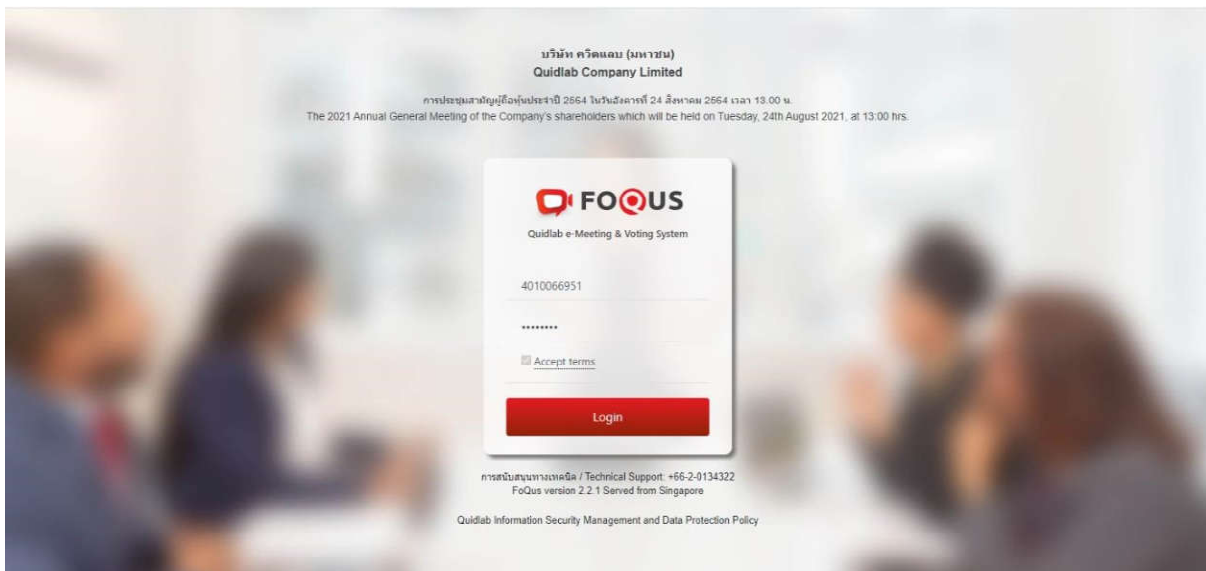 บริษัท ควิดแลบ (มหาชน)
Quidlab Company Limited
การประชุมสามัญผู้ถือหุ้นประจำปี 2564 ในวันอังคารที่ 24 สิงหาคม 2564 เวลา 13.00 น.
The 2021 Annual General Meeting of the Company's shareholders which will be held on Tuesday, 24th August 2021, at 13:00 hrs.
FOQUS
Quidlab e-Meeting & Voting System
4010066951
••••••••
Accept terms
Login
การสนับสนุนทางเทคนิค / Technical Support: +66-2-0134322
FoQus version 2.2.1 Served from Singapore
Quidlab Information Security Management and Data Protection Policy